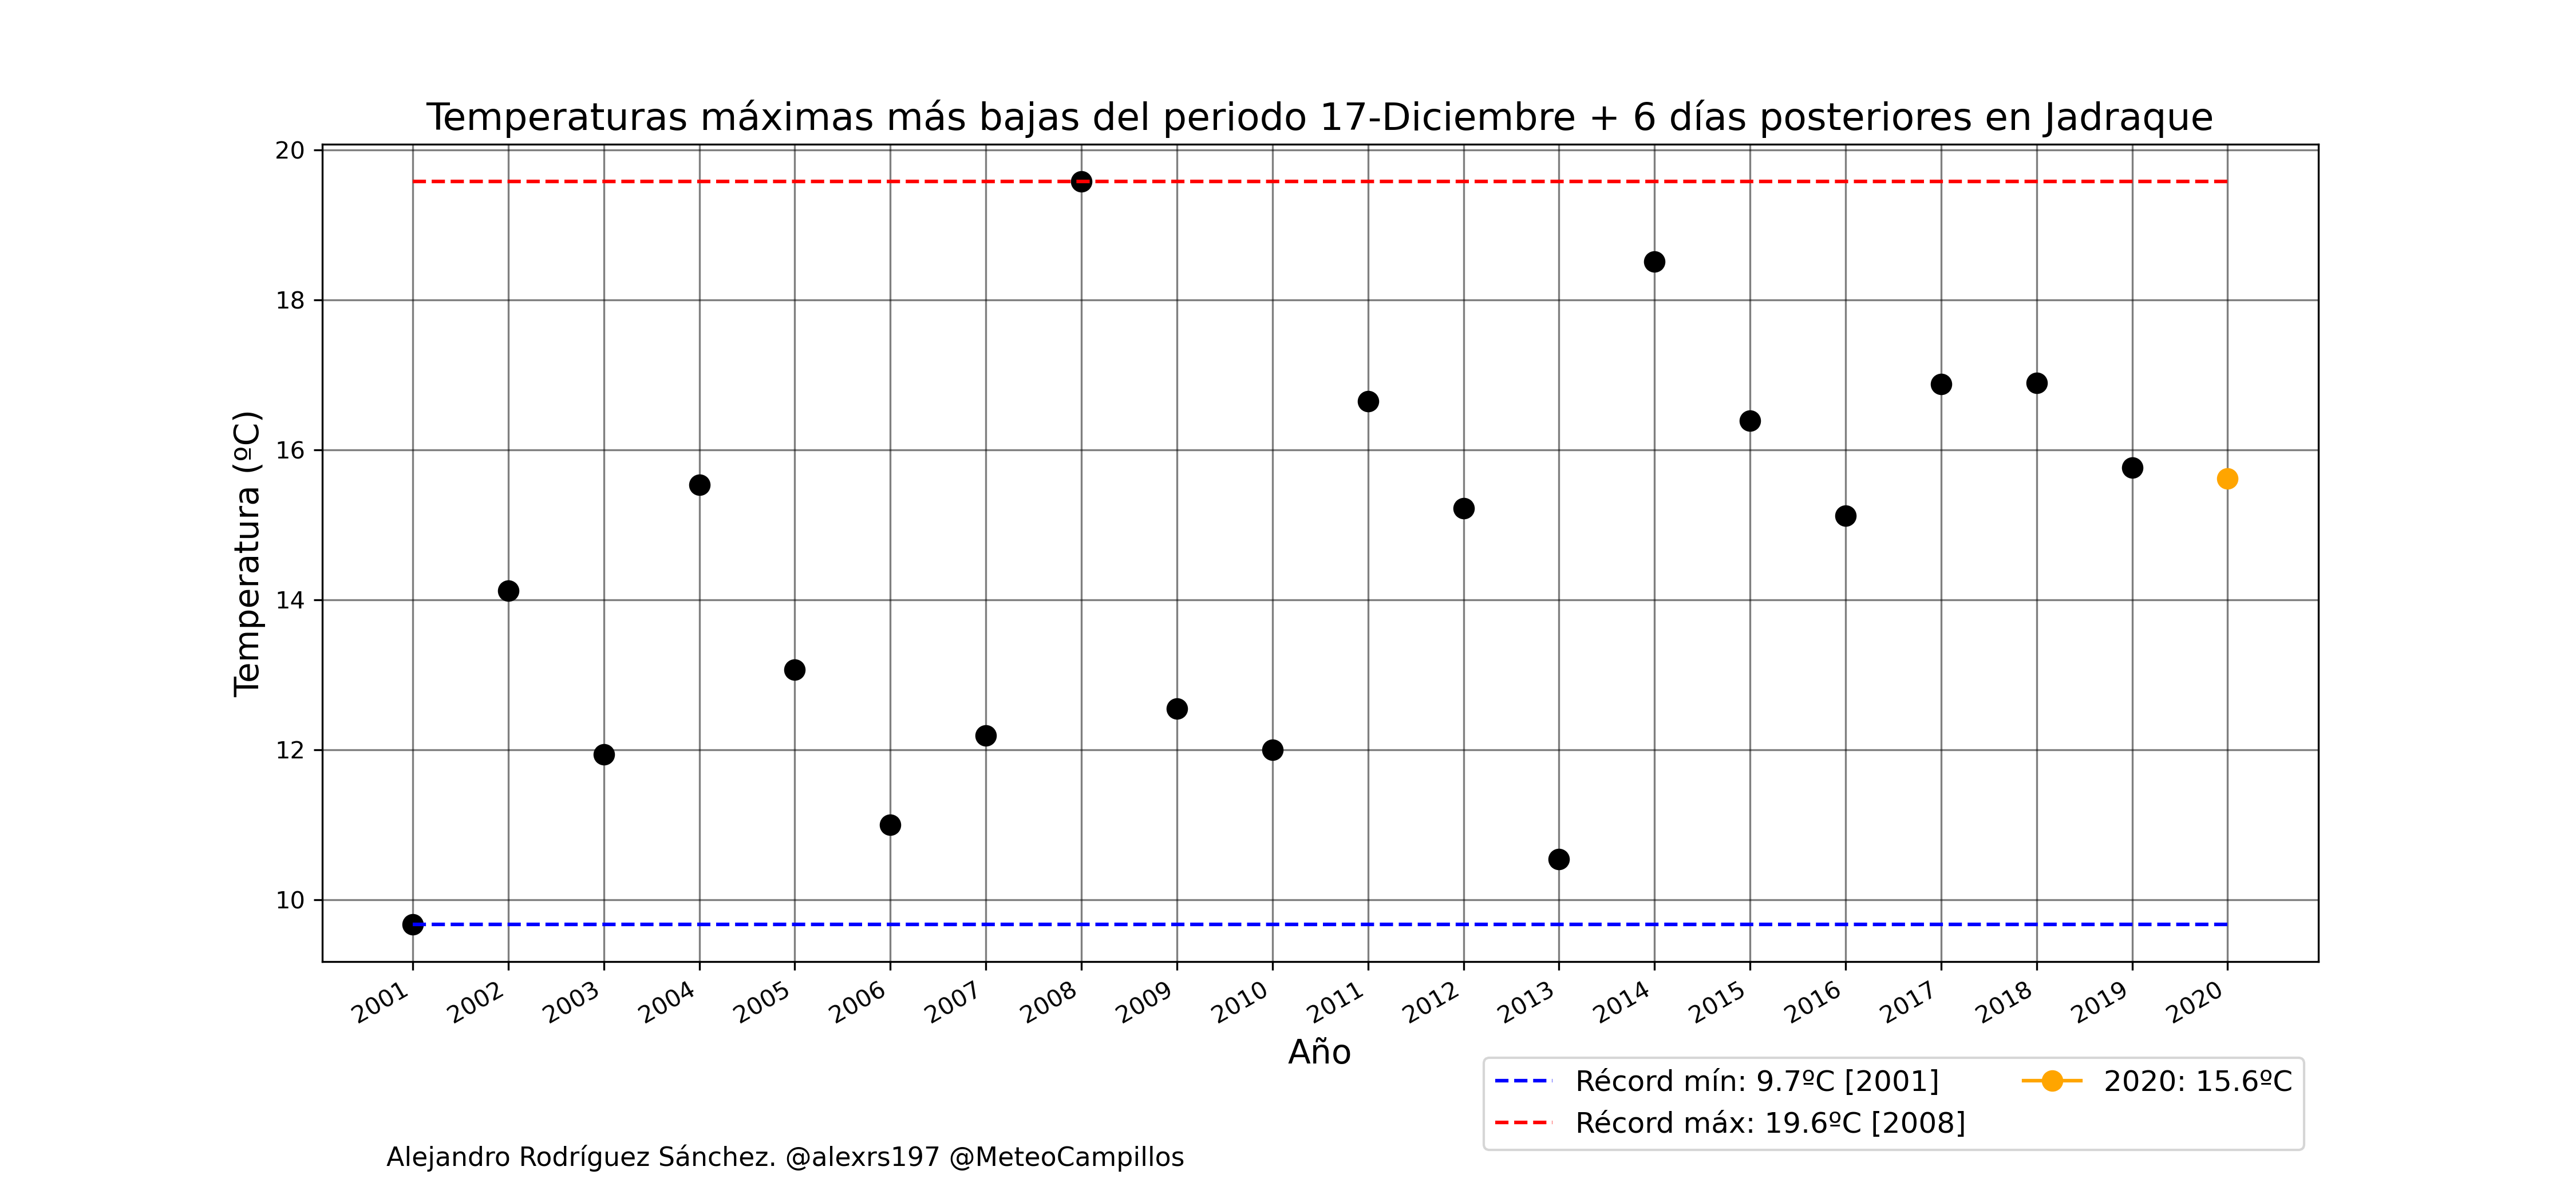 Temperaturas máximas más bajas del periodo 17-Diciembre + 6 días posteriores en Jadraque
Temperatura (ºC)
20
18
16
14
12
10
2001 2002 2003 2004 2005 2006 2007 2008 2009 2010 2011 2012 2013 2014 2015 2016 2017 2018 2019 2020
Año
Récord mín: 9.7ºC [2001]
Récord máx: 19.6ºC [2008]
2020: 15.6ºC
Alejandro Rodríguez Sánchez. @alexrs197 @MeteoCampillos